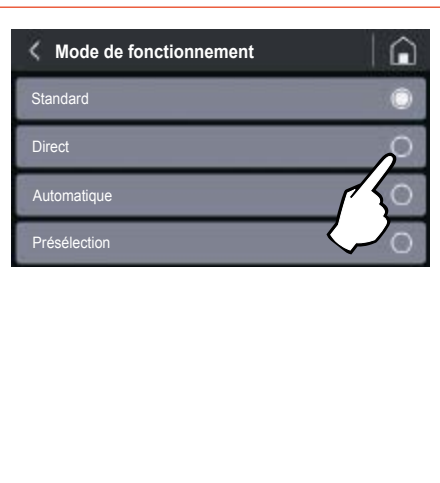 Mode de fonctionnement
Standard
Direct
Automatique
Présélection